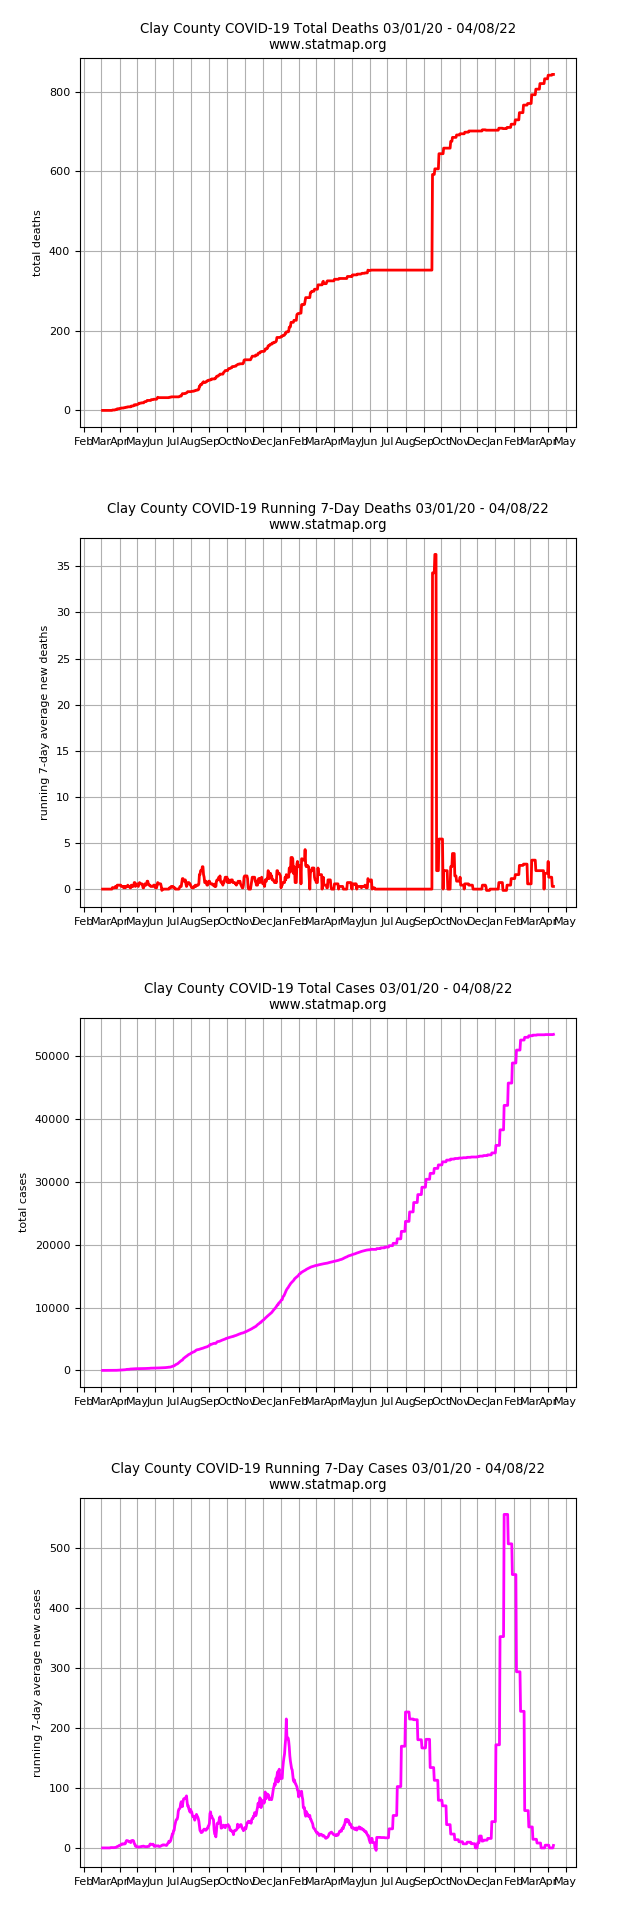 Clay County COVID-19 Total Deaths 03/01/20 - 04/08/22
www.statmap.org
800
600
400
200
0
total deaths
Feb Mar Apr May Jun Jul Aug Sep Oct Nov Dec Jan Feb Mar Apr May Jun Jul Aug Sep Oct Nov Dec Jan Feb Mar Apr May
Clay County COVID-19 Running 7-Day Deaths 03/01/20 - 04/08/22
www.statmap.org
35
30
25
20
15
10
5
0
running 7-day average new deaths
Feb Mar Apr May Jun Jul Aug Sep Oct Nov Dec Jan Feb Mar Apr May Jun Jul Aug Sep Oct Nov Dec Jan Feb Mar Apr May
Clay County COVID-19 Total Cases 03/01/20 - 04/08/22
www.statmap.org
50000
40000
30000
20000
10000
0
total cases
Feb Mar Apr May Jun Jul Aug Sep Oct Nov Dec Jan Feb Mar Apr May Jun Jul Aug Sep Oct Nov Dec Jan Feb Mar Apr May
Clay County COVID-19 Running 7-Day Cases 03/01/20 - 04/08/22
www.statmap.org
500
400
300
200
100
0
running 7-day average new cases
Feb Mar Apr May Jun Jul Aug Sep Oct Nov Dec Jan Feb Mar Apr May Jun Jul Aug Sep Oct Nov Dec Jan Feb Mar Apr May